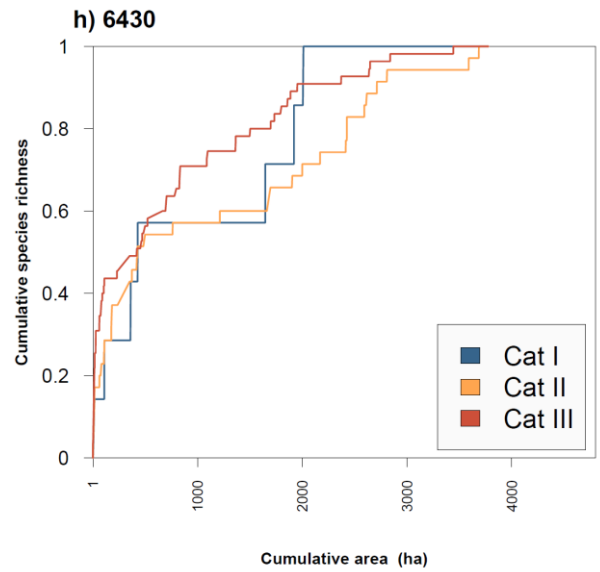 h) 6430
Cumulative species richness
1
0.8
0.6
0.4
0.2
0
1
1000
2000
3000
4000
Cat I
Cat II
Cat III
Cumulative area (ha)